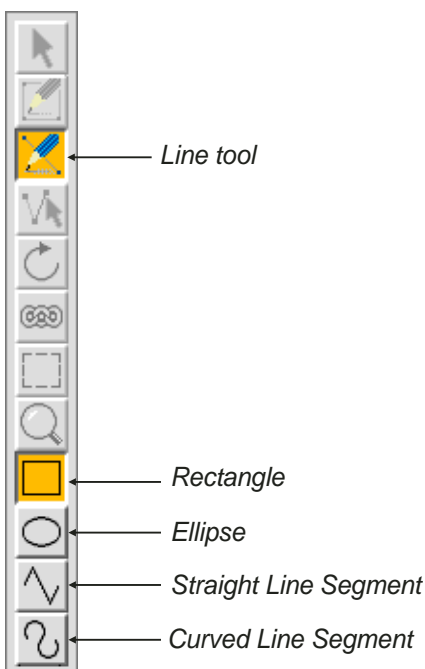 Line tool
Rectangle
Ellipse
Straight Line Segment
Curved Line Segment